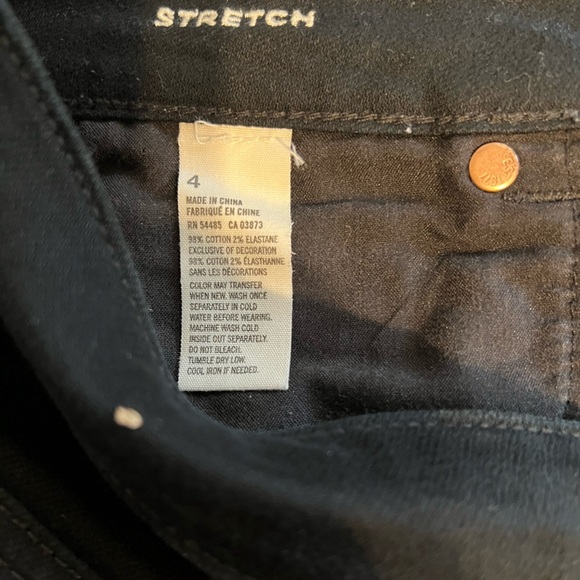 STRETCH
4
MADE IN CHINA
FABRIQUÉ EN CHINE
RN 54485 CA 03873
98% COTTON 2% ELASTANE
EXCLUSIVE OF DECORATION
98% COTON 2% ÉLASTHANNE
SANS LES DÉCORATIONS
COLOR MAY TRANSFER
WHEN NEW. WASH ONCE
SEPARATELY IN COLD
WATER BEFORE WEARING.
MACHINE WASH COLD
INSIDE OUT SEPARATELY.
DO NOT BLEACH.
TUMBLE DRY LOW.
COOL IRON IF NEEDED.